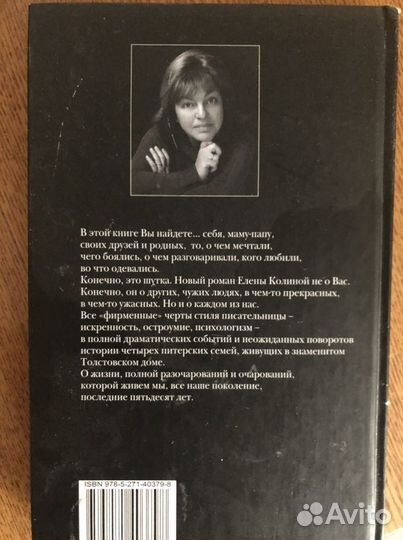 В этой книге Вы найдете... себя, маму-папу,
своих друзей и родных, то, о чем мечтали,
чего боялись, о чем разговаривали, кого любили,
во что одевались.
Конечно, это шутка. Новый роман Елены Колиной не о Вас.
Конечно, он о других, чужих людях, в чем-то прекрасных,
в чем-то ужасных. Но и о каждом из нас.
Все «фирменные» черты стиля писательницы –
искренность, остроумие, психологизм –
в полной драматических событий и неожиданных поворотов
истории четырех питерских семей, живущих в знаменитом
Толстовском доме.
О жизни, полной разочарований и очарований,
которой живем мы, все наше поколение,
последние пятьдесят лет.
ISBN 978-5-271-40379-8
Avito